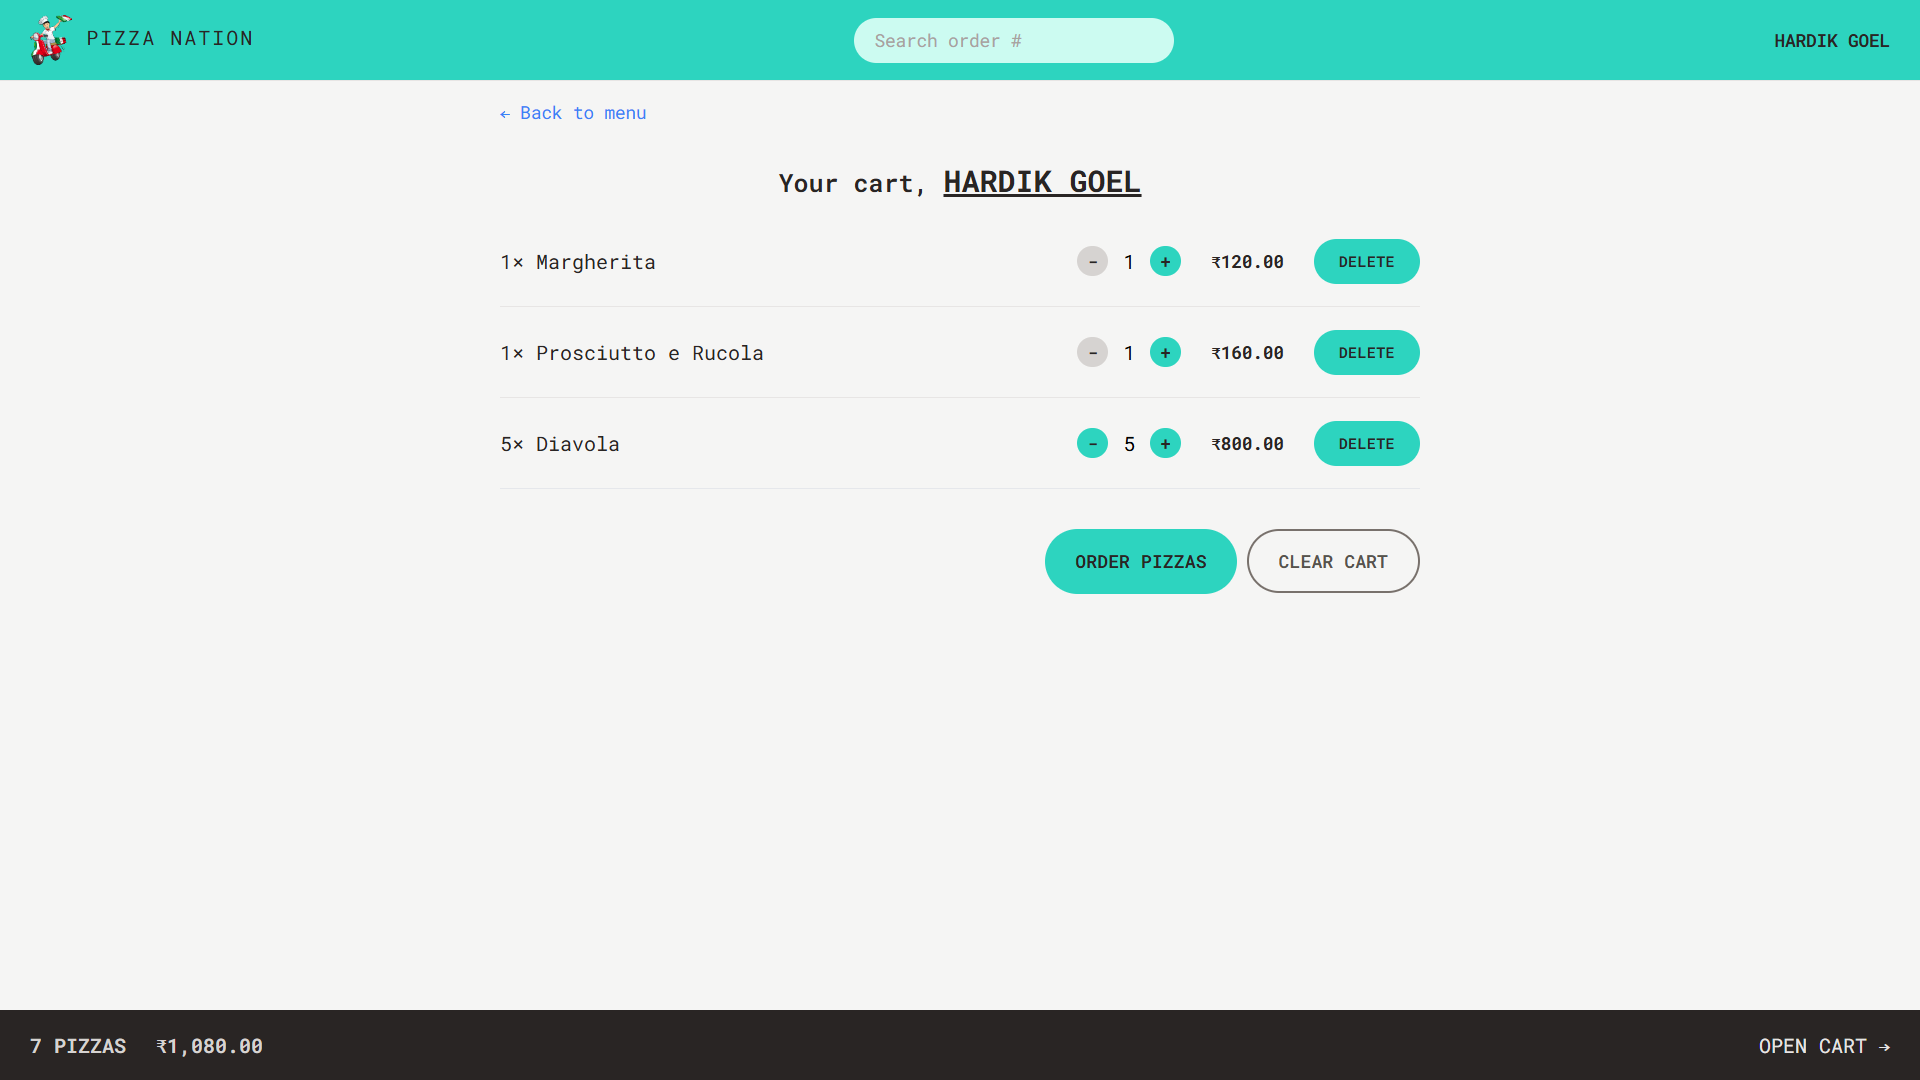 PIZZA NATION
Search order #
HARDIK GOEL
← Back to menu
Your cart, HARDIK GOEL
1× Margherita - 1 + ₹120.00 DELETE
1× Prosciutto e Rucola - 1 + ₹160.00 DELETE
5× Diavola - 5 + ₹800.00 DELETE
ORDER PIZZAS CLEAR CART
7 PIZZAS ₹1,080.00 OPEN CART →